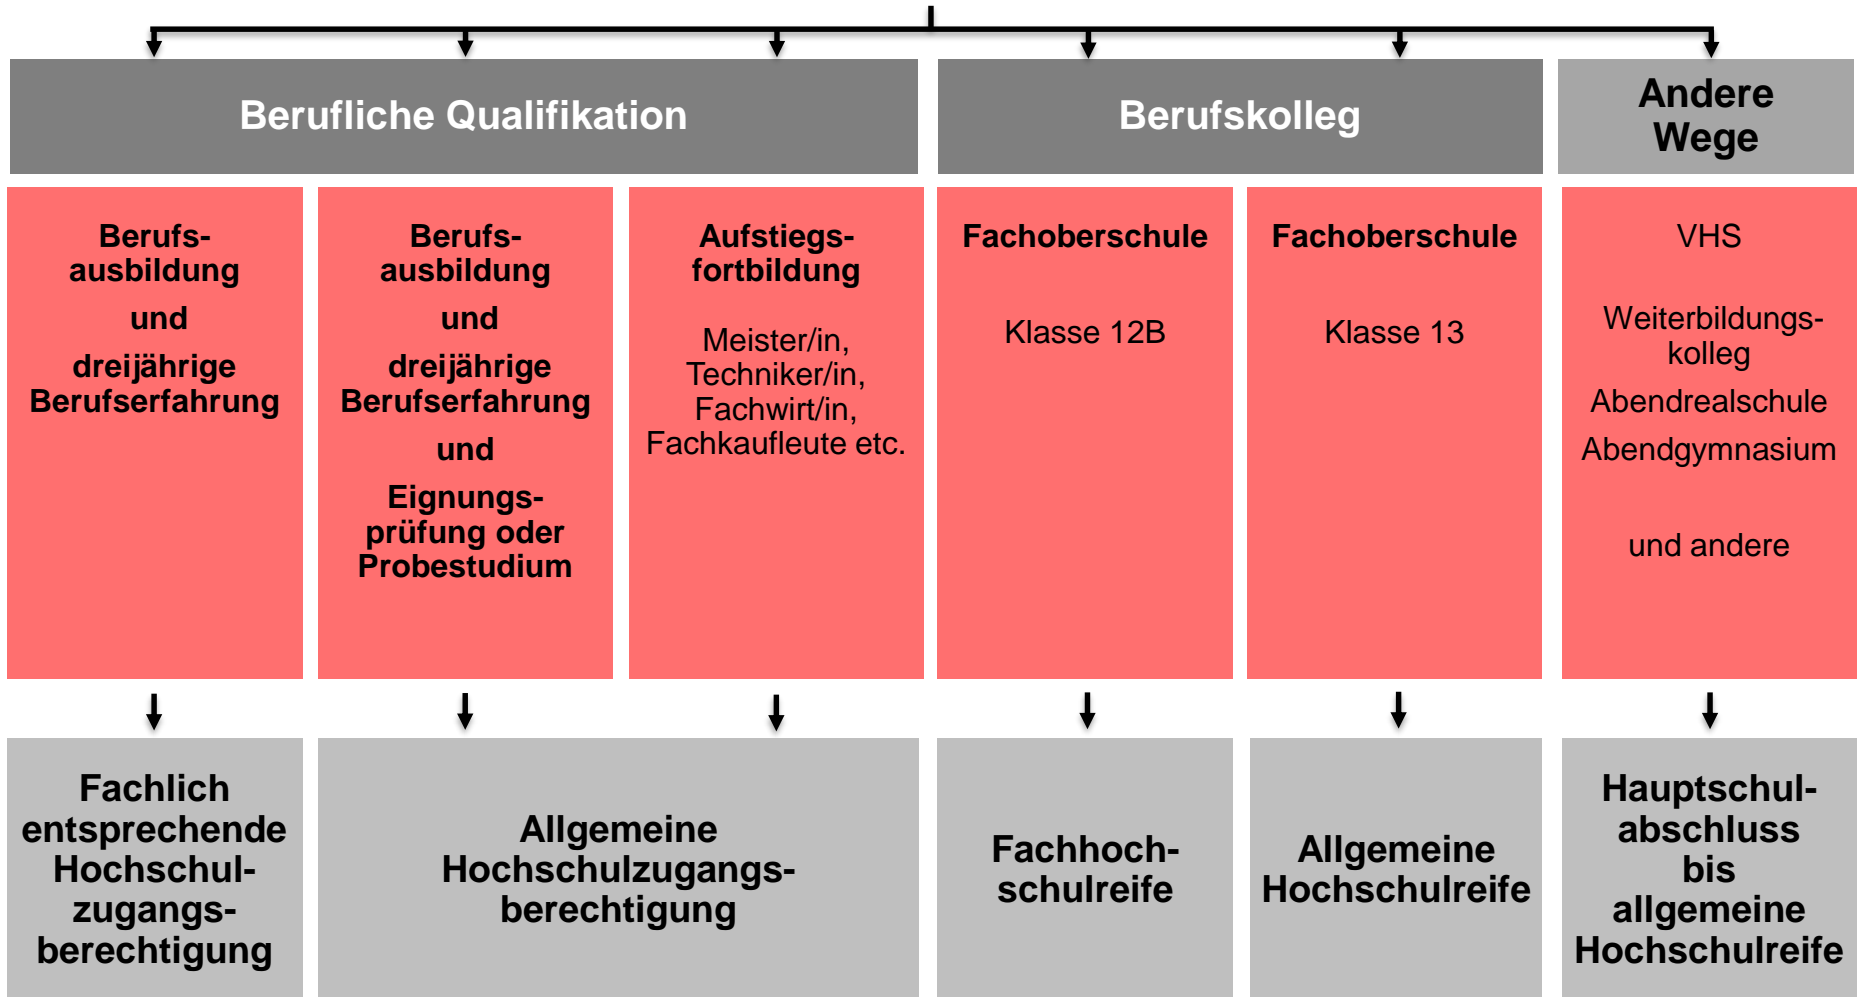 Berufliche Qualifikation
Berufskolleg
Andere
Wege
Berufs-
ausbildung
und
dreijährige
Berufserfahrung
Berufs-
ausbildung
und
dreijährige
Berufserfahrung
und
Eignungs-
prüfung oder
Probestudium
Aufstiegs-
fortbildung
Meister/in,
Techniker/in,
Fachwirt/in,
Fachkaufleute etc.
Fachoberschule
Klasse 12B
Fachoberschule
Klasse 13
VHS
Weiterbildungs-
kolleg
Abendrealschule
Abendgymnasium
und andere
Fachlich
entsprechende
Hochschul-
zugangs-
berechtigung
Allgemeine
Hochschulzugangs-
berechtigung
Fachhoch-
schulreife
Allgemeine
Hochschulreife
Hauptschul-
abschluss
bis
allgemeine
Hochschulreife